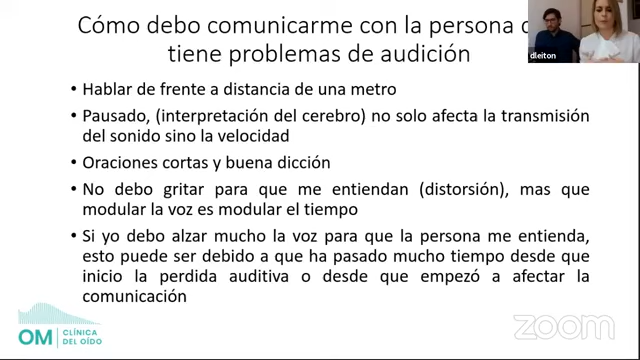 Cómo debo comunicarme con la persona
tiene problemas de audición
• Hablar de frente a distancia de una metro
• Pausado, (interpretación del cerebro) no solo afecta la transmisión
del sonido sino la velocidad
• Oraciones cortas y buena dicción
• No debo gritar para que me entiendan (distorsión), mas que
modular la voz es modular el tiempo
• Si yo debo alzar mucho la voz para que la persona me entienda,
esto puede ser debido a que ha pasado mucho tiempo desde que
inicio la perdida auditiva o desde que empezó a afectar la
comunicación
dleiton
OM CLÍNICA
DEL OÍDO
zoom